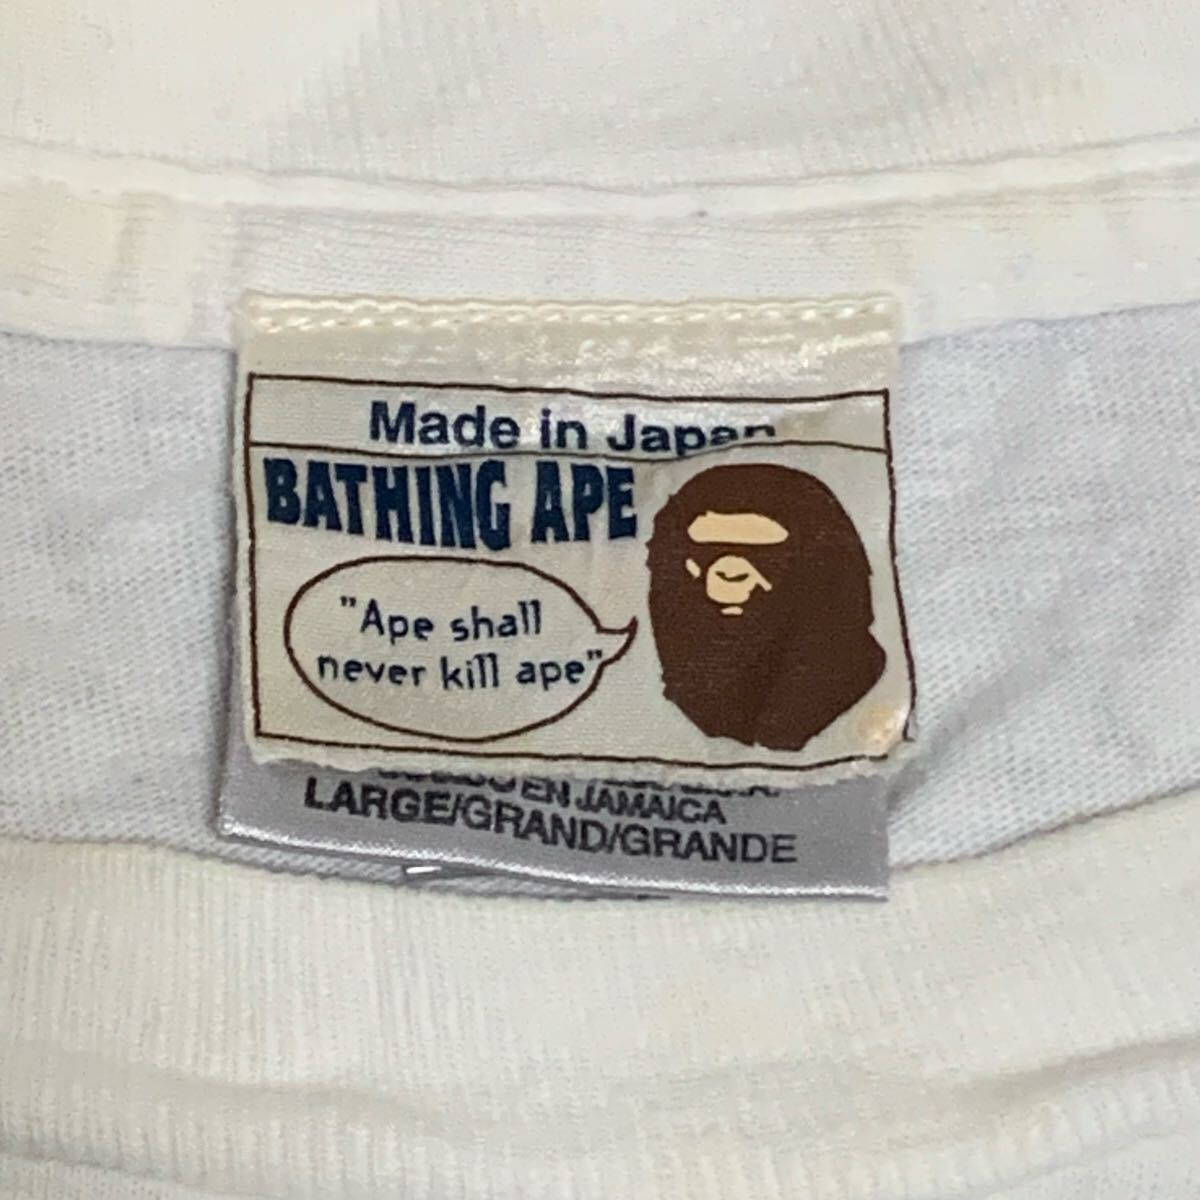 Made in Japan
BATHING APE
"Ape shall
never kill ape"
EN JAMAICA
LARGE/GRAND/GRANDE